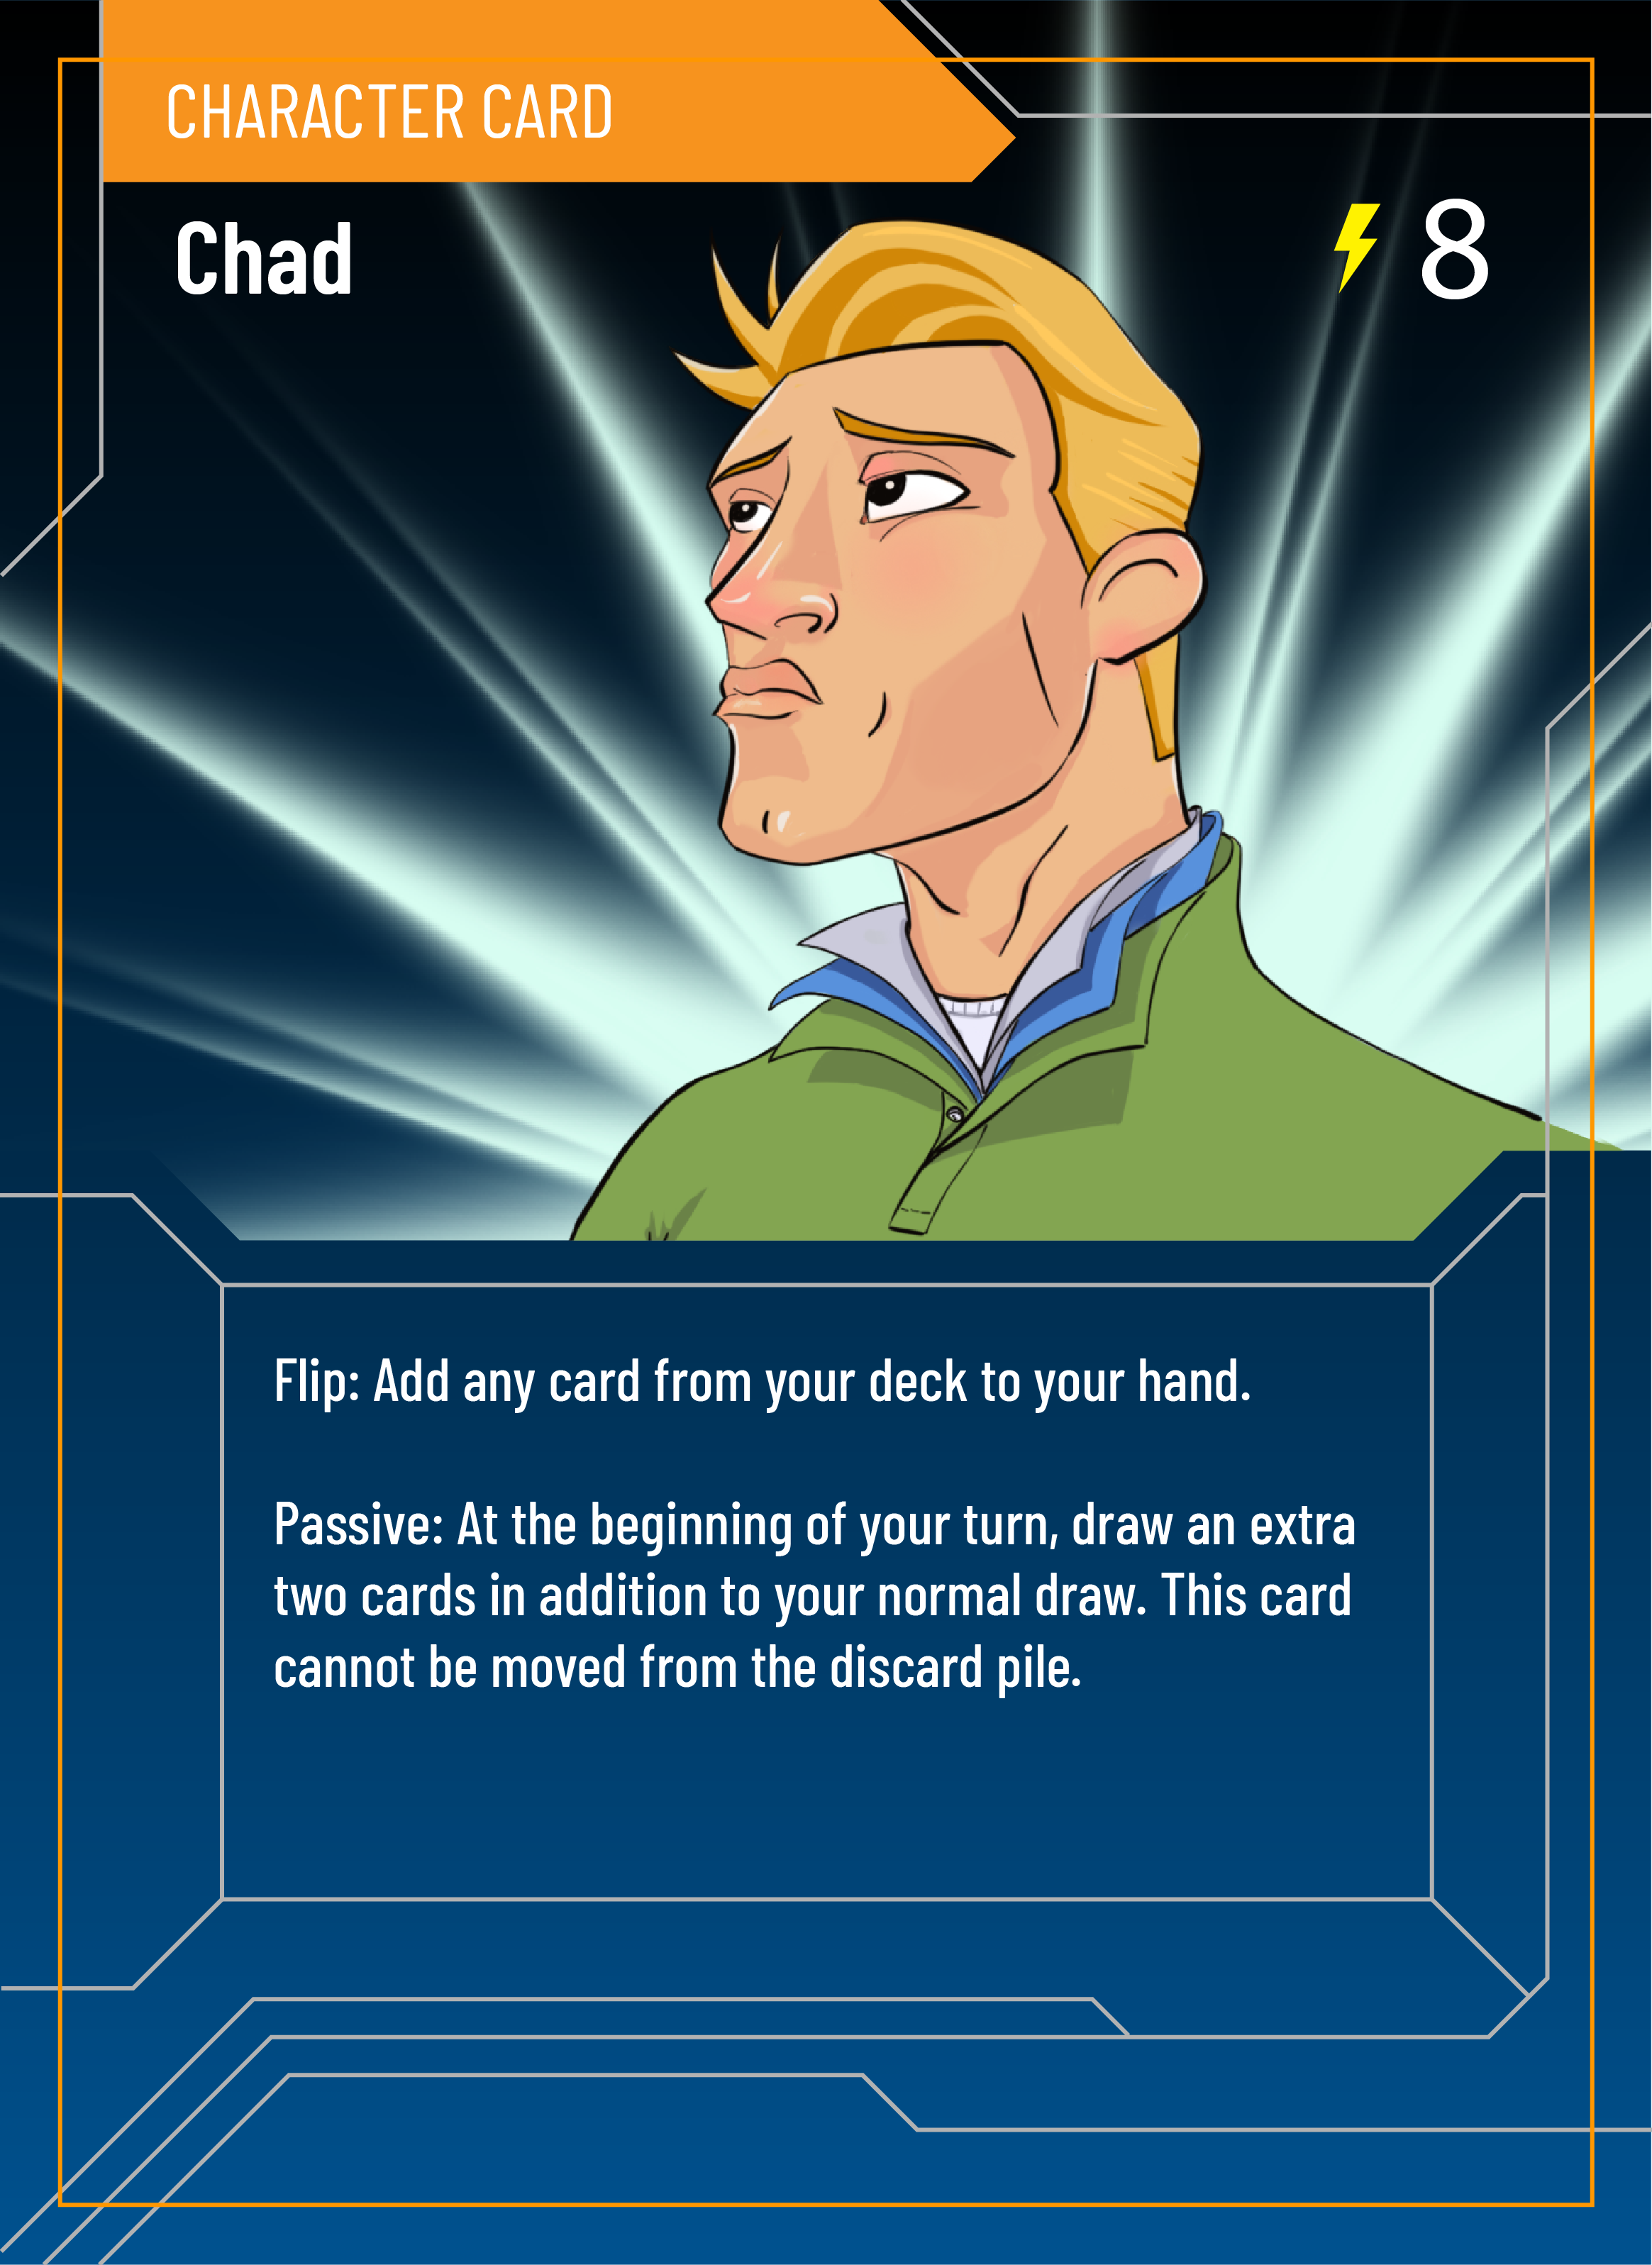 CHARACTER CARD
Chad
8
Flip: Add any card from your deck to your hand.
Passive: At the beginning of your turn, draw an extra
two cards in addition to your normal draw. This card
cannot be moved from the discard pile.